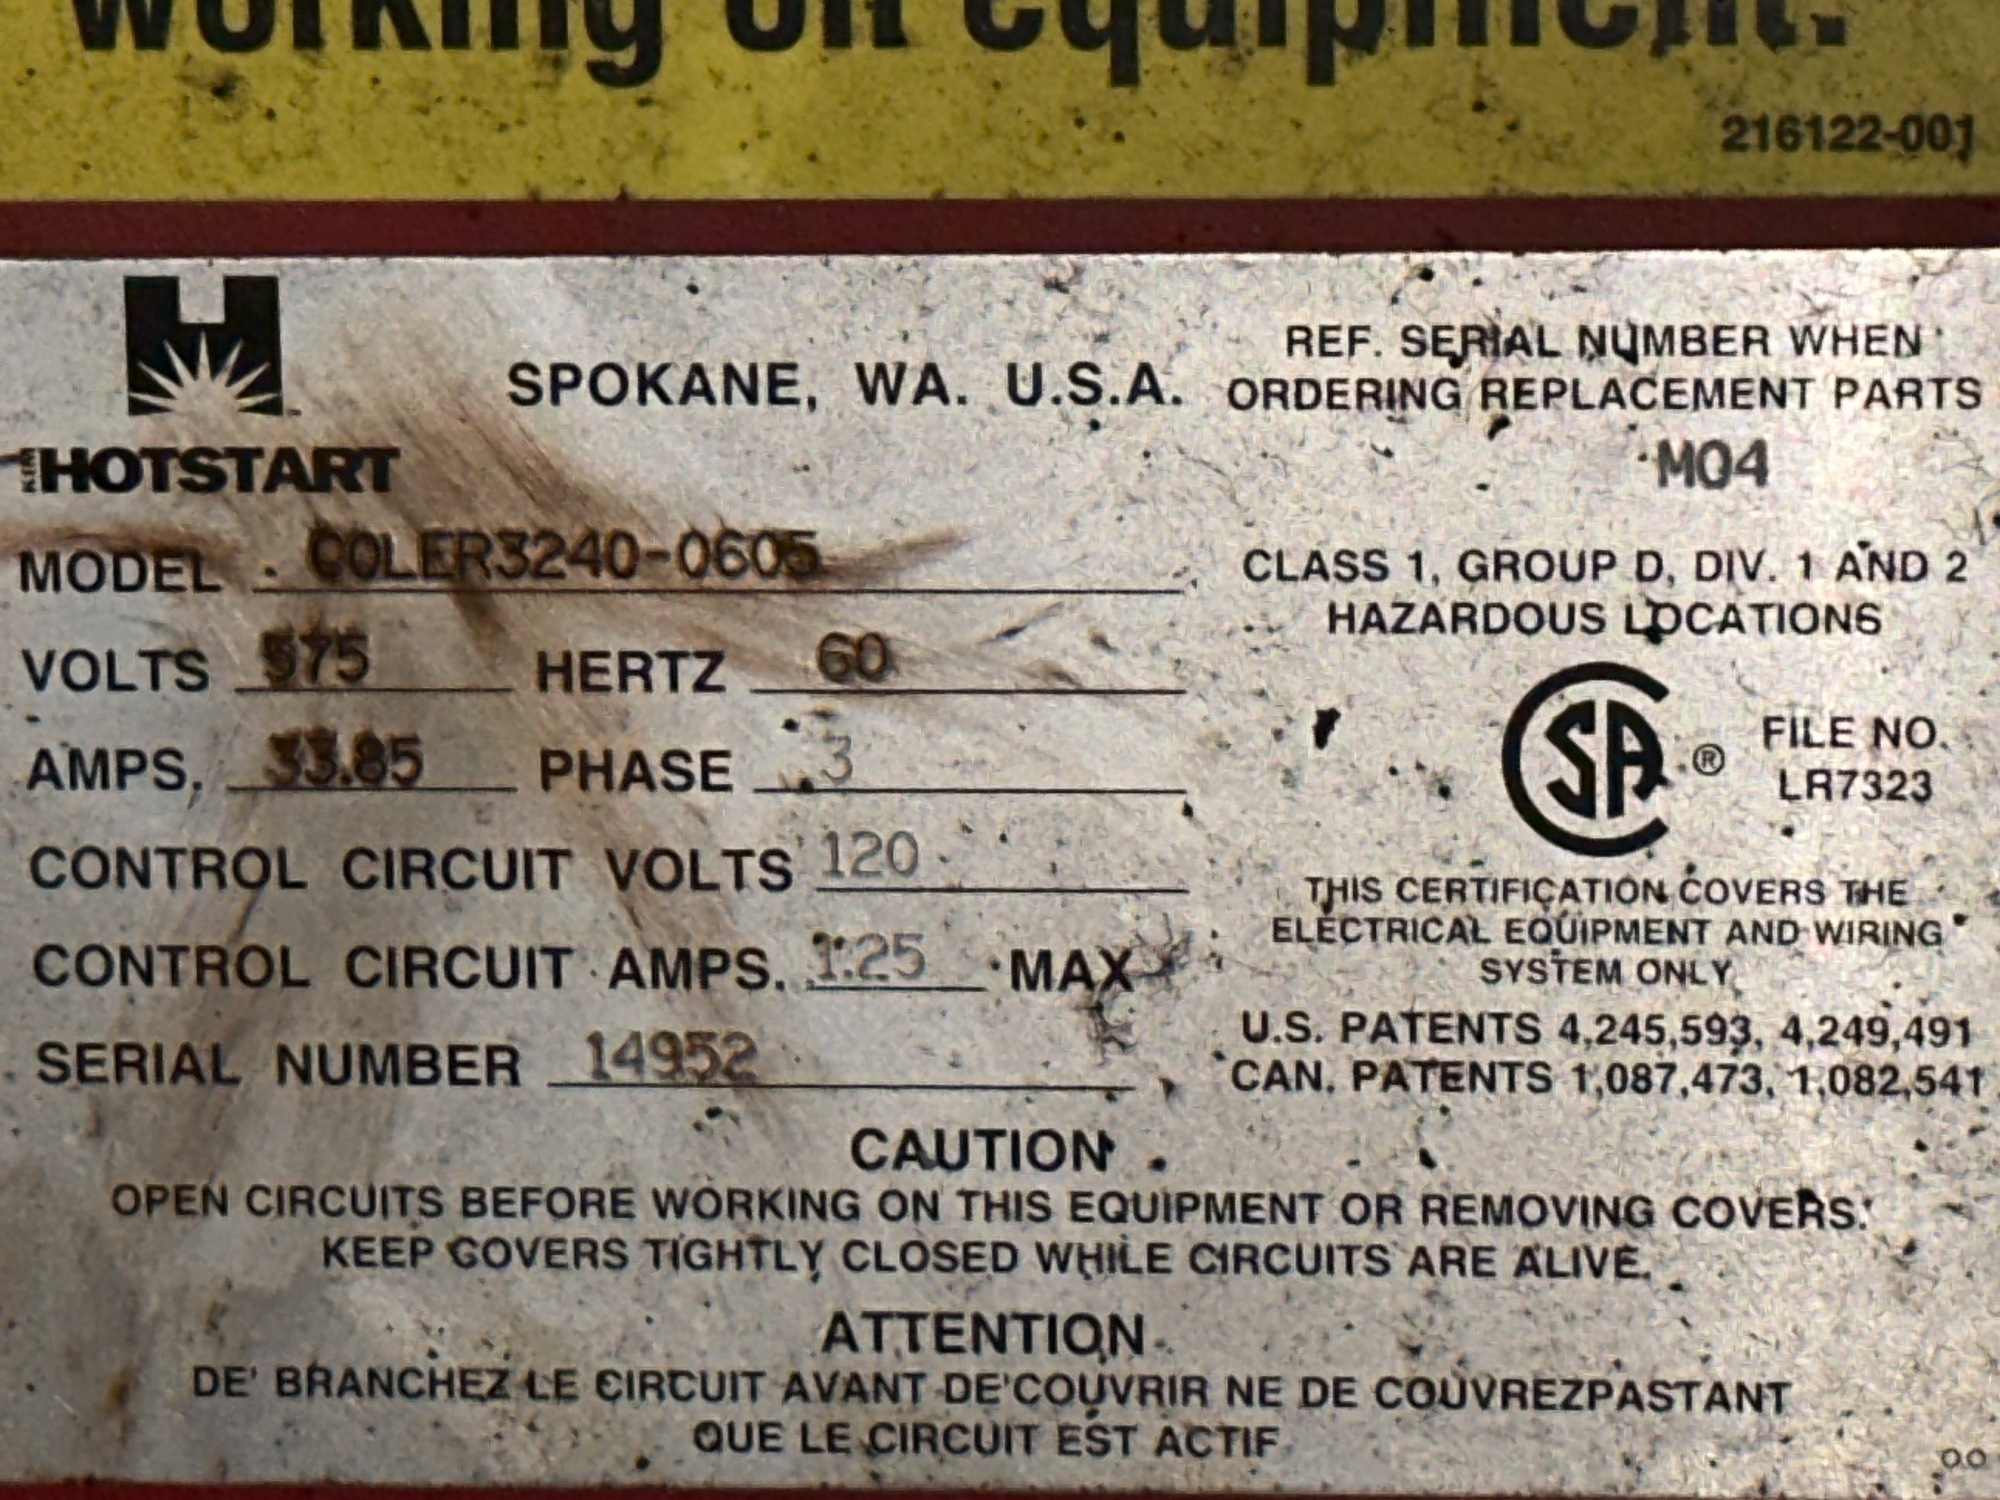 working on equipment.
216122-001
SPOKANE, WA. U.S.A.
KIM HOTSTART
REF. SERIAL NUMBER WHEN
ORDERING REPLACEMENT PARTS
M04
MODEL COLER3240-0605
VOLTS 575 HERTZ 60
AMPS. 33.85 PHASE 3
CONTROL CIRCUIT VOLTS 120
CONTROL CIRCUIT AMPS. 1.25 MAX
SERIAL NUMBER 14952
CLASS 1, GROUP D, DIV. 1 AND 2
HAZARDOUS LOCATIONS
SA ®
FILE NO.
LR7323
THIS CERTIFICATION COVERS THE
ELECTRICAL EQUIPMENT AND WIRING
SYSTEM ONLY
U.S. PATENTS 4,245,593, 4,249,491
CAN. PATENTS 1,087,473, 1,082,541
CAUTION
OPEN CIRCUITS BEFORE WORKING ON THIS EQUIPMENT OR REMOVING COVERS.
KEEP COVERS TIGHTLY CLOSED WHILE CIRCUITS ARE ALIVE.
ATTENTION
DE' BRANCHEZ LE CIRCUIT AVANT DE'COUVRIR NE DE COUVREZPASTANT
QUE LE CIRCUIT EST ACTIF